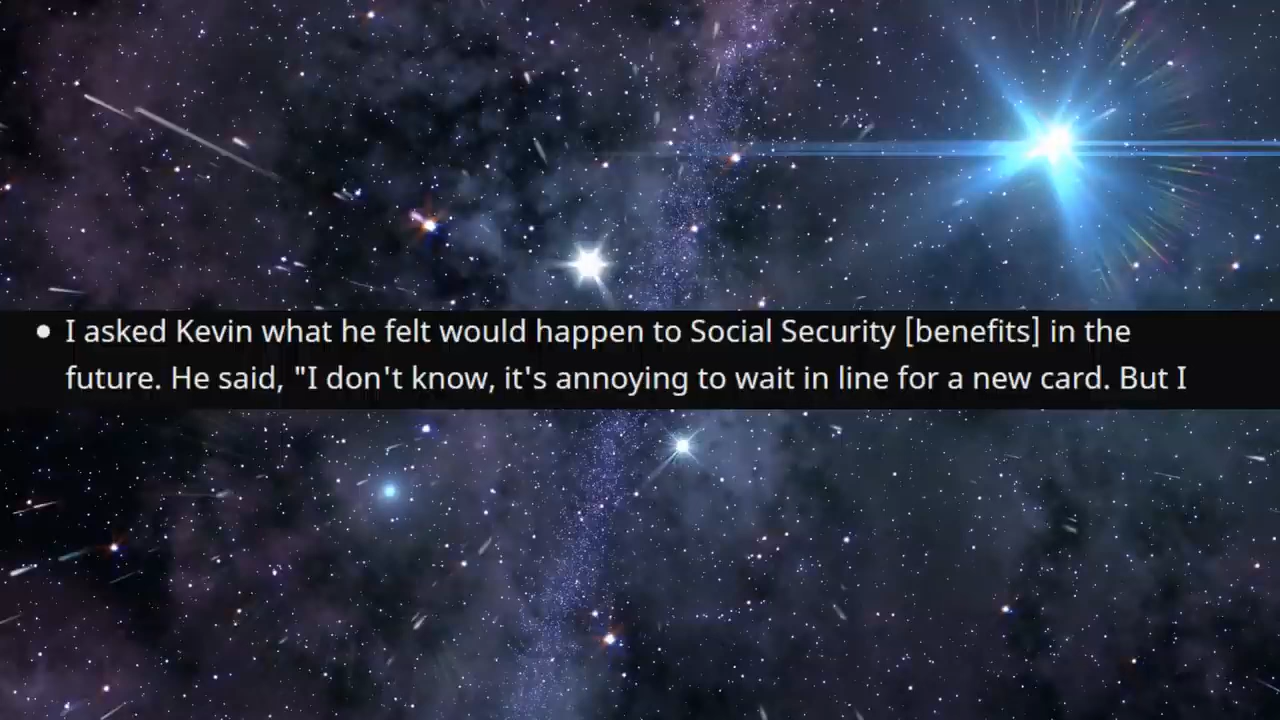 I asked Kevin what he felt would happen to Social Security [benefits] in the
future. He said, "I don't know, it's annoying to wait in line for a new card. But I